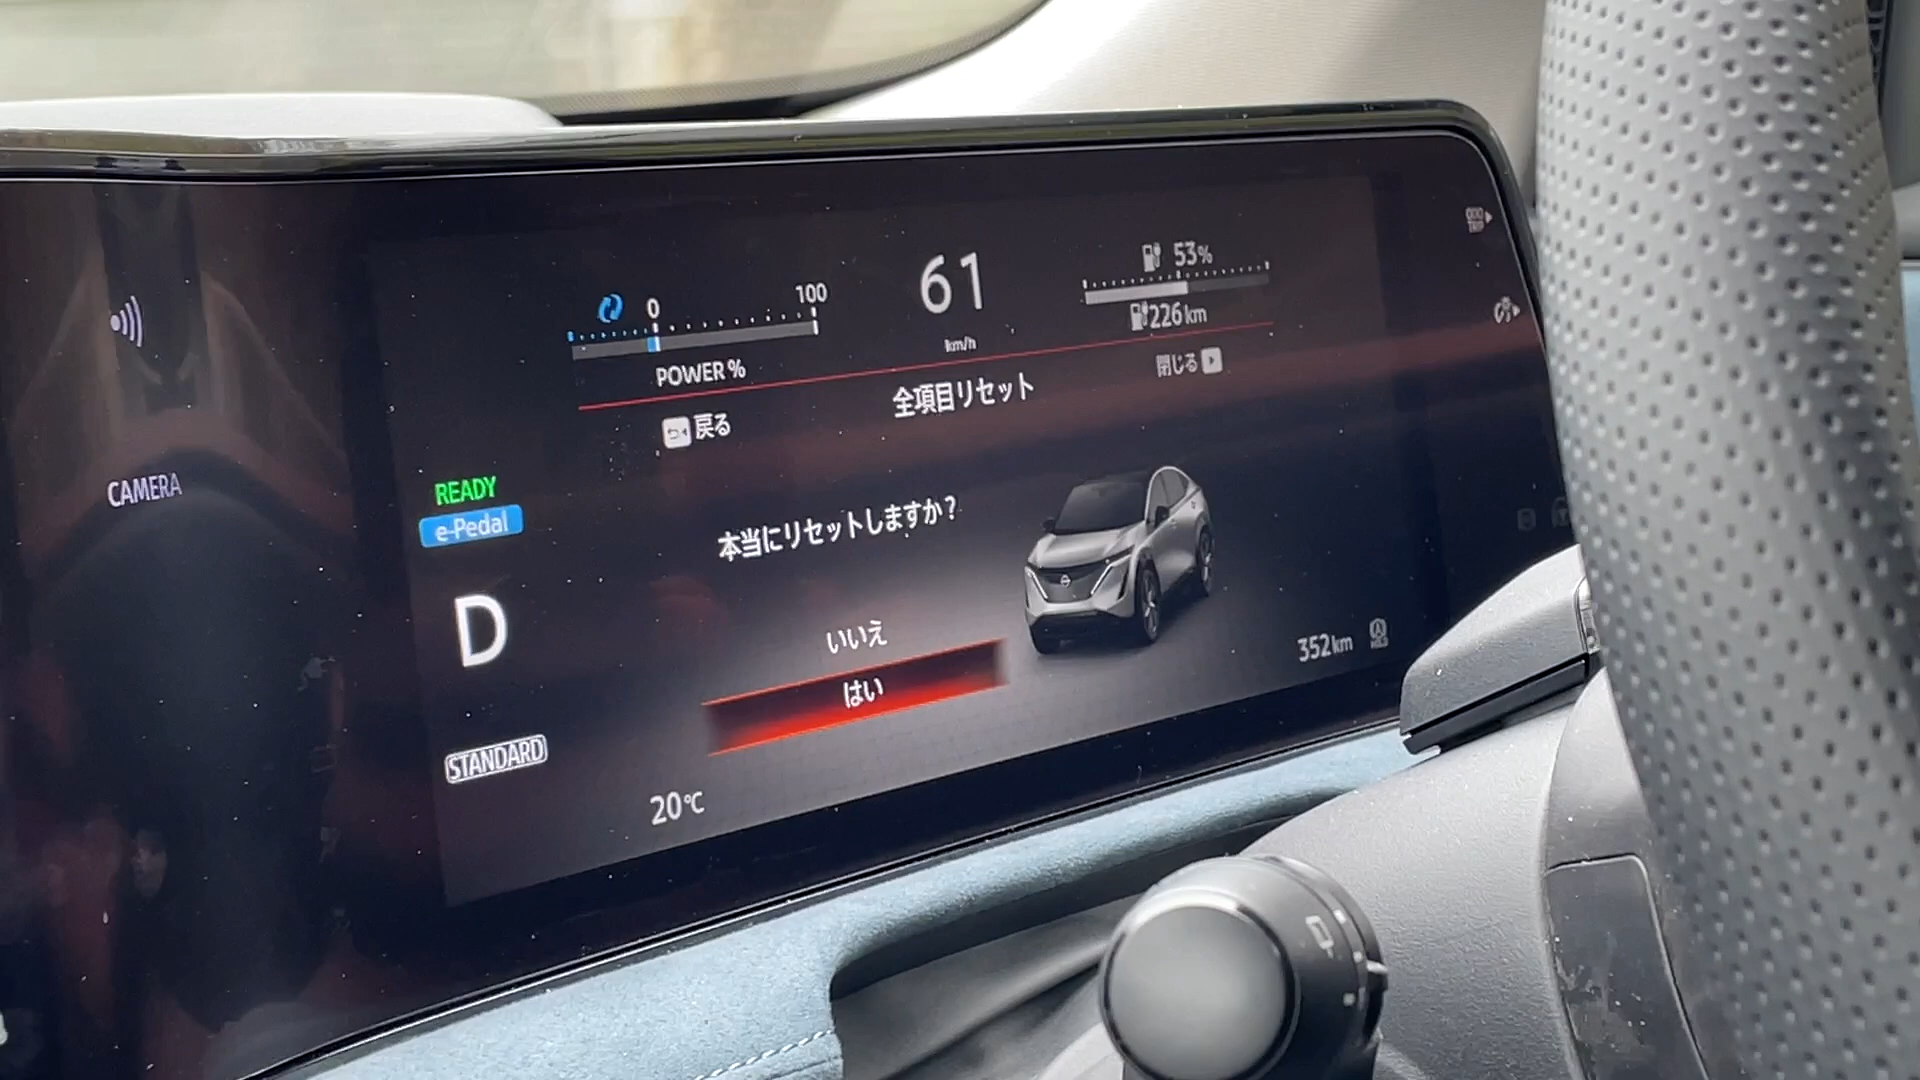 0
100
POWER %
61
km/h
53%
226km
戻る
全項目リセット
閉じる
CAMERA
READY
e-Pedal
D
STANDARD
本当にリセットしますか？
いいえ
はい
352km
20℃